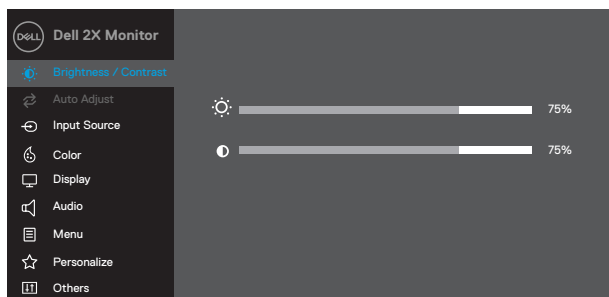 DELL Dell 2X Monitor
Brightness / Contrast
Auto Adjust
75%
Input Source
75%
Color
Display
Audio
Menu
Personalize
Others